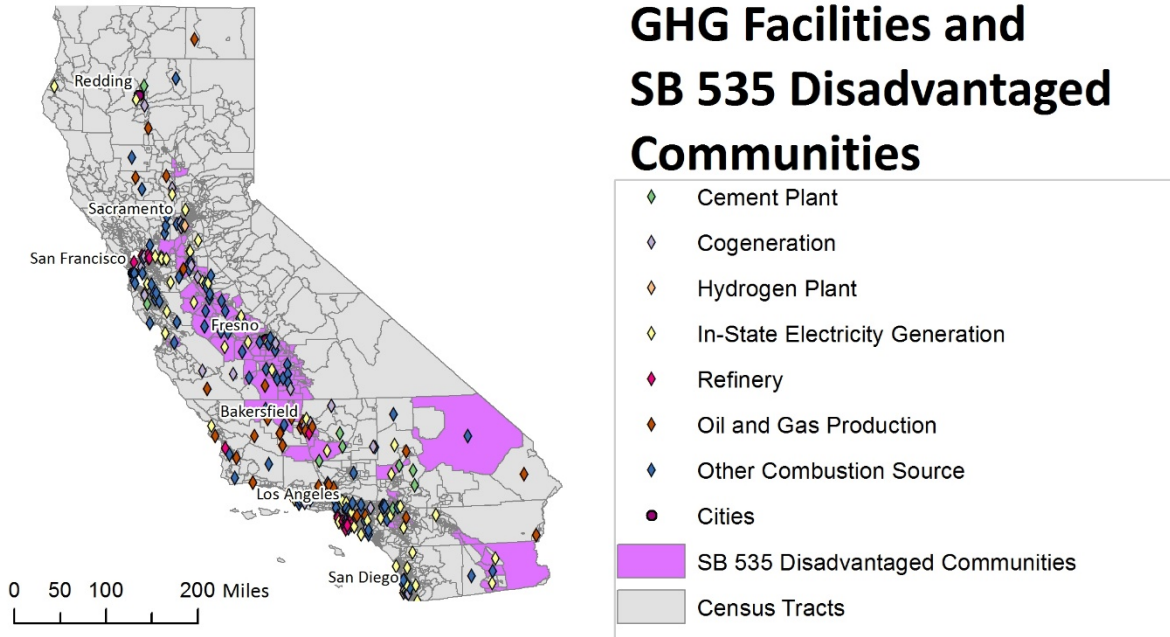 GHG Facilities and
SB 535 Disadvantaged
Communities
Cement Plant
Cogeneration
Hydrogen Plant
In-State Electricity Generation
Refinery
Oil and Gas Production
Other Combustion Source
Cities
SB 535 Disadvantaged Communities
Census Tracts
Redding
Sacramento
San Francisco
Fresno
Bakersfield
Los Angeles
San Diego
0 50 100 200 Miles